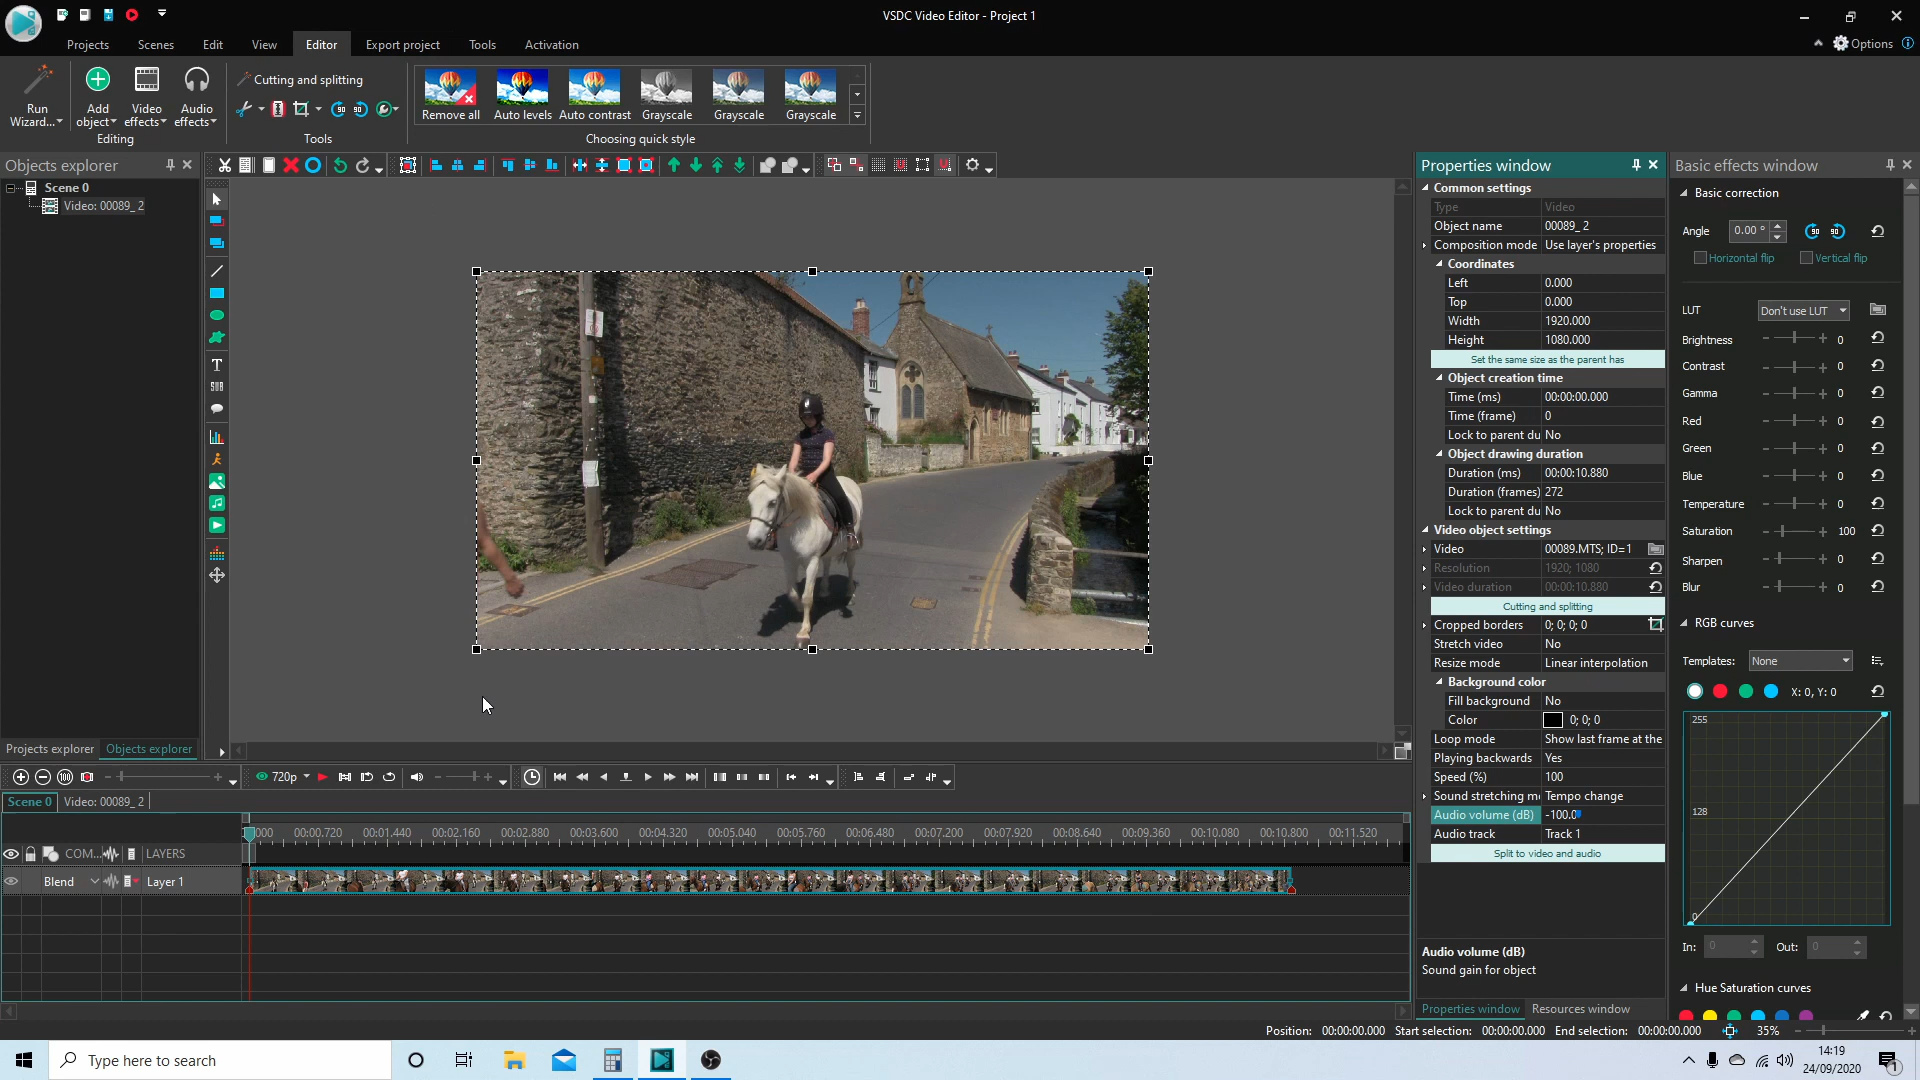 VSDC Video Editor - Project 1
Projects
Scenes
Edit
View
Editor
Export project
Tools
Activation
Options
Run
Wizard...
Add
object
Video
effects
Audio
effects
Editing
Cutting and splitting
Tools
Remove all
Auto levels
Auto contrast
Grayscale
Grayscale
Grayscale
Choosing quick style
Objects explorer
Scene 0
Video: 00089_ 2
Projects explorer
Objects explorer
Properties window
Common settings
Type Video
Object name 00089_ 2
Composition mode Use layer's properties
Coordinates
Left 0.000
Top 0.000
Width 1920.000
Height 1080.000
Set the same size as the parent has
Object creation time
Time (ms) 00:00:00.000
Time (frame) 0
Lock to parent du No
Object drawing duration
Duration (ms) 00:00:10.880
Duration (frames) 272
Lock to parent du No
Video object settings
Video 00089.MTS; ID=1
Resolution 1920; 1080
Video duration 00:00:10.880
Cutting and splitting
Cropped borders 0; 0; 0; 0
Stretch video No
Resize mode Linear interpolation
Background color
Fill background No
Color 0; 0; 0
Loop mode Show last frame at the
Playing backwards Yes
Speed (%) 100
Sound stretching m Tempo change
Audio volume (dB) -100.0
Audio track Track 1
Split to video and audio
Audio volume (dB)
Sound gain for object
Properties window
Resources window
Basic effects window
Basic correction
Angle 0.00 °
90
90
Horizontal flip
Vertical flip
LUT Don't use LUT
Brightness 0
Contrast 0
Gamma 0
Red 0
Green 0
Blue 0
Temperature 0
Saturation 100
Sharpen 0
Blur 0
RGB curves
Templates: None
X: 0, Y: 0
255
128
0
In: 0 Out: 0
Hue Saturation curves
720p
Scene 0
Video: 00089_ 2
000 00:00.720 00:01.440 00:02.160 00:02.880 00:03.600 00:04.320 00:05.040 00:05.760 00:06.480 00:07.200 00:07.920 00:08.640 00:09.360 00:10.080 00:10.800 00:11.520
COM...
LAYERS
Blend
Layer 1
Position: 00:00:00.000 Start selection: 00:00:00.000 End selection: 00:00:00.000 35%
Type here to search
14:19
24/09/2020
1